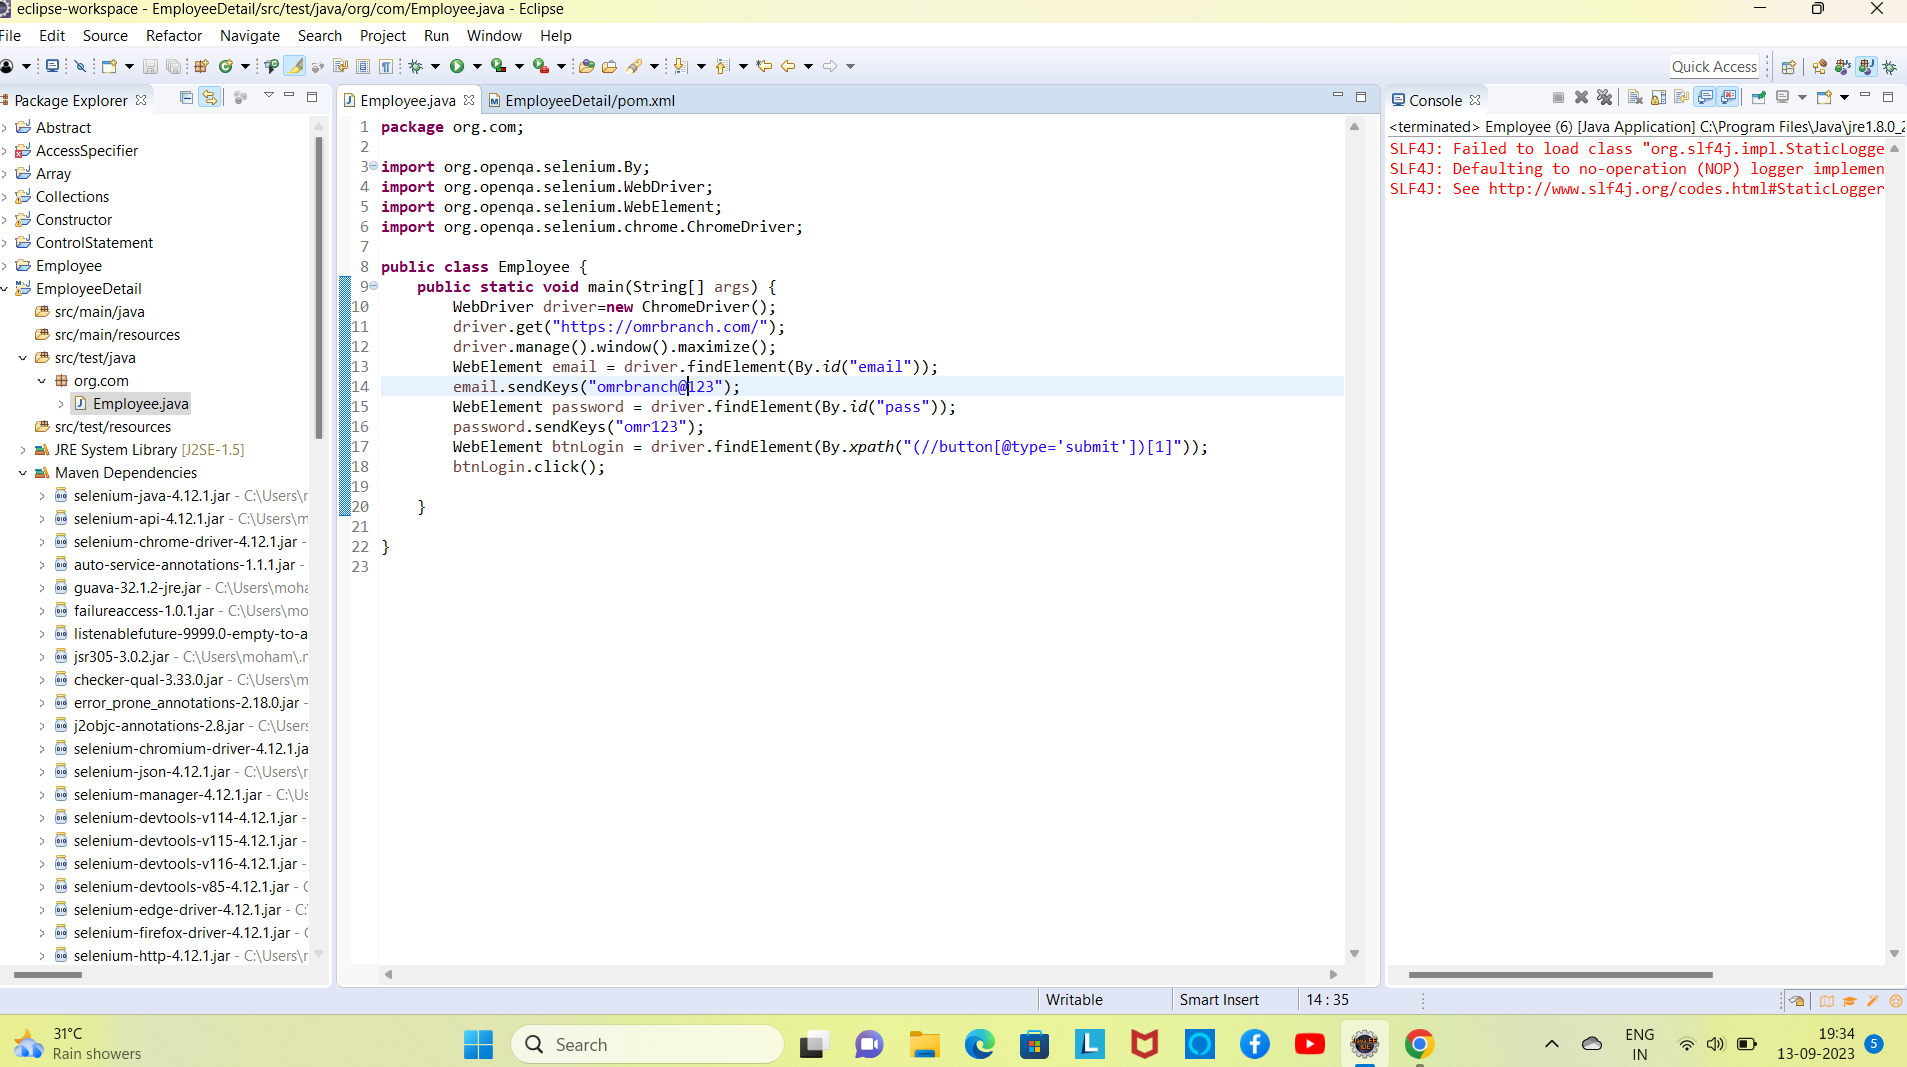 eclipse-workspace - EmployeeDetail/src/test/java/org/com/Employee.java - Eclipse
File Edit Source Refactor Navigate Search Project Run Window Help
Quick Access
Package Explorer
Abstract
AccessSpecifier
Array
Collections
Constructor
ControlStatement
Employee
EmployeeDetail
src/main/java
src/main/resources
src/test/java
org.com
Employee.java
src/test/resources
JRE System Library [J2SE-1.5]
Maven Dependencies
selenium-java-4.12.1.jar - C:\Users\r
selenium-api-4.12.1.jar - C:\Users\m
selenium-chrome-driver-4.12.1.jar -
auto-service-annotations-1.1.1.jar -
guava-32.1.2-jre.jar - C:\Users\moha
failureaccess-1.0.1.jar - C:\Users\mo
listenablefuture-9999.0-empty-to-a
jsr305-3.0.2.jar - C:\Users\moham\.r
checker-qual-3.33.0.jar - C:\Users\m
error_prone_annotations-2.18.0.jar -
j2objc-annotations-2.8.jar - C:\Users
selenium-chromium-driver-4.12.1.ja
selenium-json-4.12.1.jar - C:\Users\r
selenium-manager-4.12.1.jar - C:\Us
selenium-devtools-v114-4.12.1.jar -
selenium-devtools-v115-4.12.1.jar -
selenium-devtools-v116-4.12.1.jar -
selenium-devtools-v85-4.12.1.jar - C
selenium-edge-driver-4.12.1.jar - C:
selenium-firefox-driver-4.12.1.jar - C
selenium-http-4.12.1.jar - C:\Users\r
Employee.java EmployeeDetail/pom.xml
1 package org.com;
2
3 import org.openqa.selenium.By;
4 import org.openqa.selenium.WebDriver;
5 import org.openqa.selenium.WebElement;
6 import org.openqa.selenium.chrome.ChromeDriver;
7
8 public class Employee {
9 public static void main(String[] args) {
10 WebDriver driver=new ChromeDriver();
11 driver.get("https://omrbranch.com/");
12 driver.manage().window().maximize();
13 WebElement email = driver.findElement(By.id("email"));
14 email.sendKeys("omrbranch@123");
15 WebElement password = driver.findElement(By.id("pass"));
16 password.sendKeys("omr123");
17 WebElement btnLogin = driver.findElement(By.xpath("(//button[@type='submit'])[1]"));
18 btnLogin.click();
19
20 }
21
22 }
23
Console
<terminated> Employee (6) [Java Application] C:\Program Files\Java\jre1.8.0_2
SLF4J: Failed to load class "org.slf4j.impl.StaticLogge
SLF4J: Defaulting to no-operation (NOP) logger implemen
SLF4J: See http://www.slf4j.org/codes.html#StaticLogger
Writable Smart Insert 14 : 35
31°C
Rain showers
Search
L
ENG
IN
19:34
13-09-2023
5